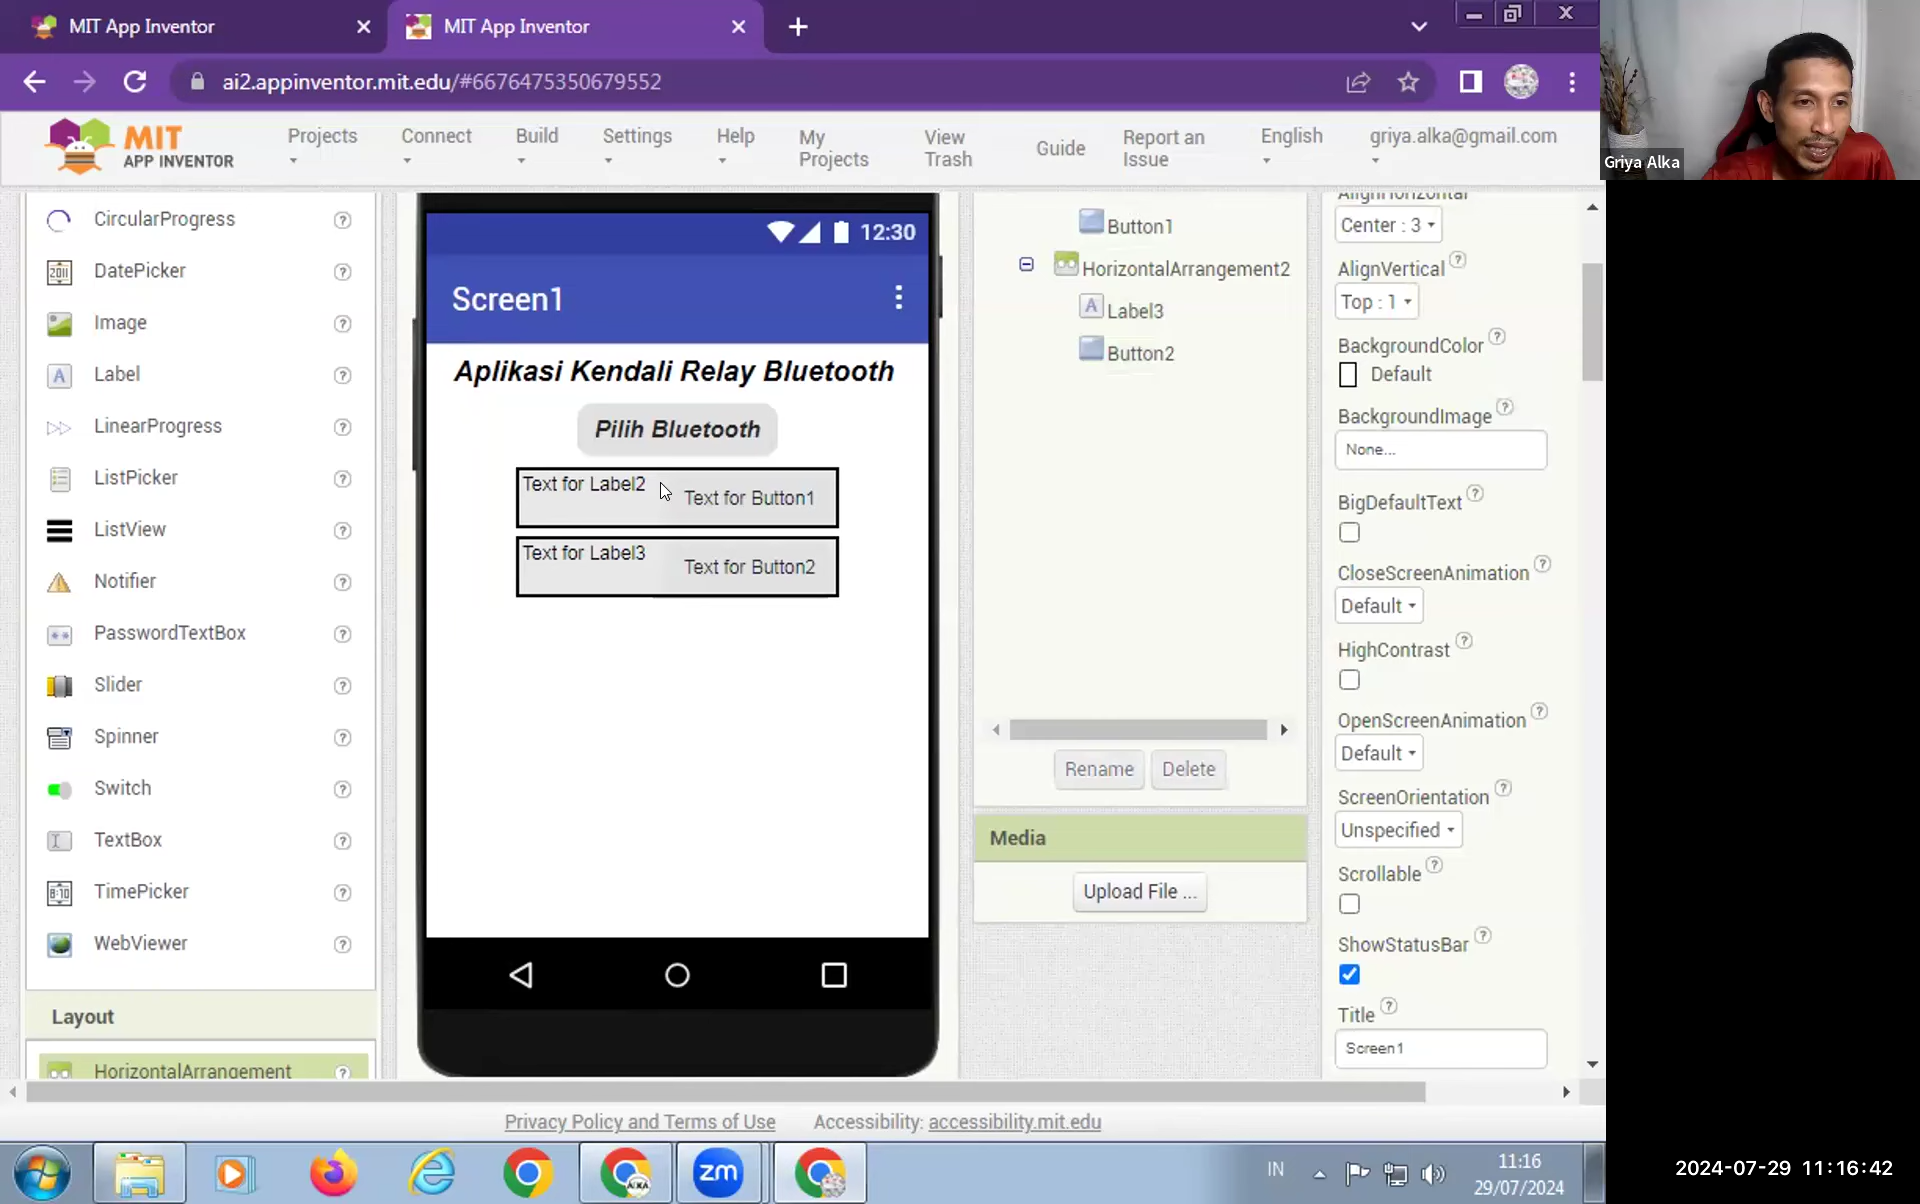 MIT App Inventor
MIT App Inventor
ai2.appinventor.mit.edu/#6676475350679552
MIT
APP INVENTOR
Projects
Connect
Build
Settings
Help
My
Projects
View
Trash
Guide
Report an
Issue
English
griya.alka@gmail.com
Griya Alka
CircularProgress
DatePicker
Image
Label
LinearProgress
ListPicker
ListView
Notifier
PasswordTextBox
Slider
Spinner
Switch
TextBox
TimePicker
WebViewer
Layout
HorizontalArrangement
12:30
Screen1
Aplikasi Kendali Relay Bluetooth
Pilih Bluetooth
Text for Label2
Text for Button1
Text for Label3
Text for Button2
Button1
HorizontalArrangement2
Label3
Button2
Rename
Delete
Media
Upload File ...
AlignHorizontal
Center : 3
AlignVertical
Top : 1
BackgroundColor
Default
BackgroundImage
None...
BigDefaultText
CloseScreenAnimation
Default
HighContrast
OpenScreenAnimation
Default
ScreenOrientation
Unspecified
Scrollable
ShowStatusBar
Title
Screen1
Privacy Policy and Terms of Use
Accessibility: accessibility.mit.edu
zm
IN
11:16
29/07/2024
2024-07-29 11:16:42